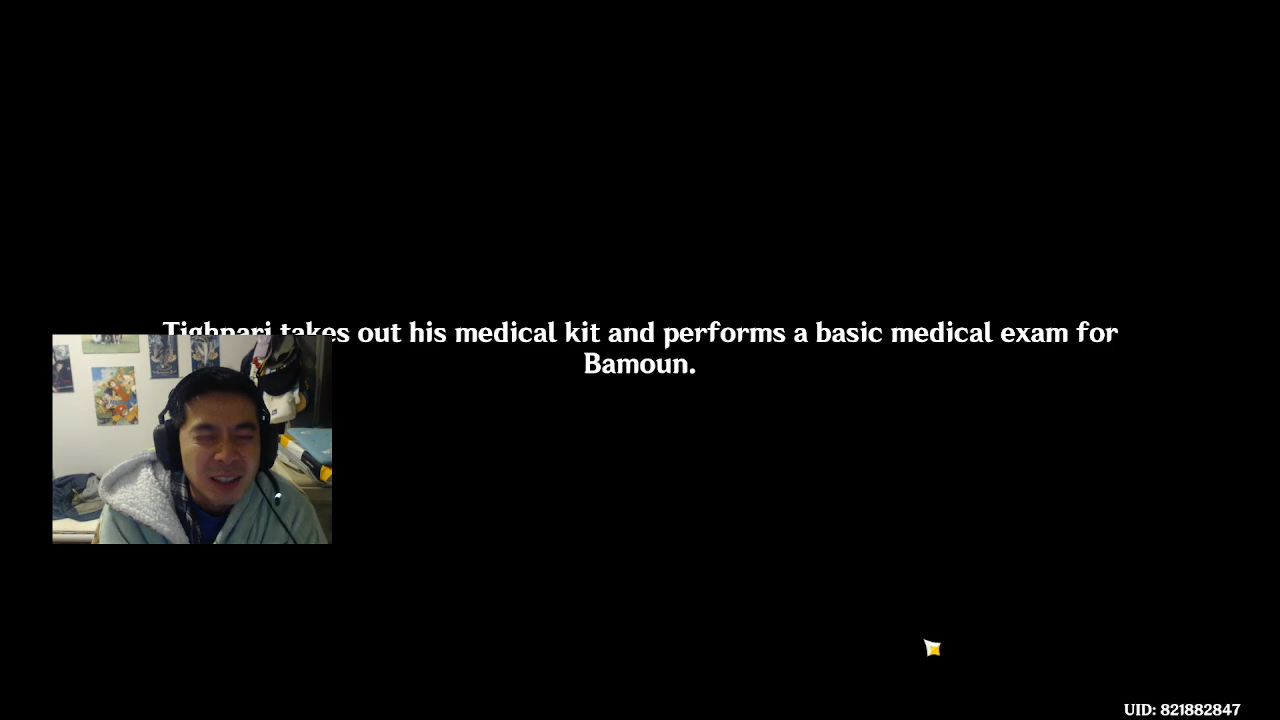 Tighnari takes out his medical kit and performs a basic medical exam for
Bamoun.
UID: 821882847